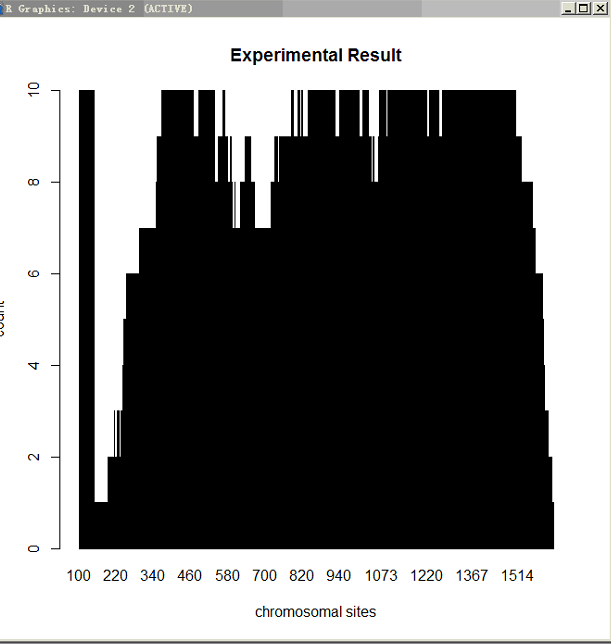 R Graphics: Device 2 (ACTIVE)
Experimental Result
10
8
6
4
2
0
count
100 220 340 460 580 700 820 940 1073 1220 1367 1514
chromosomal sites